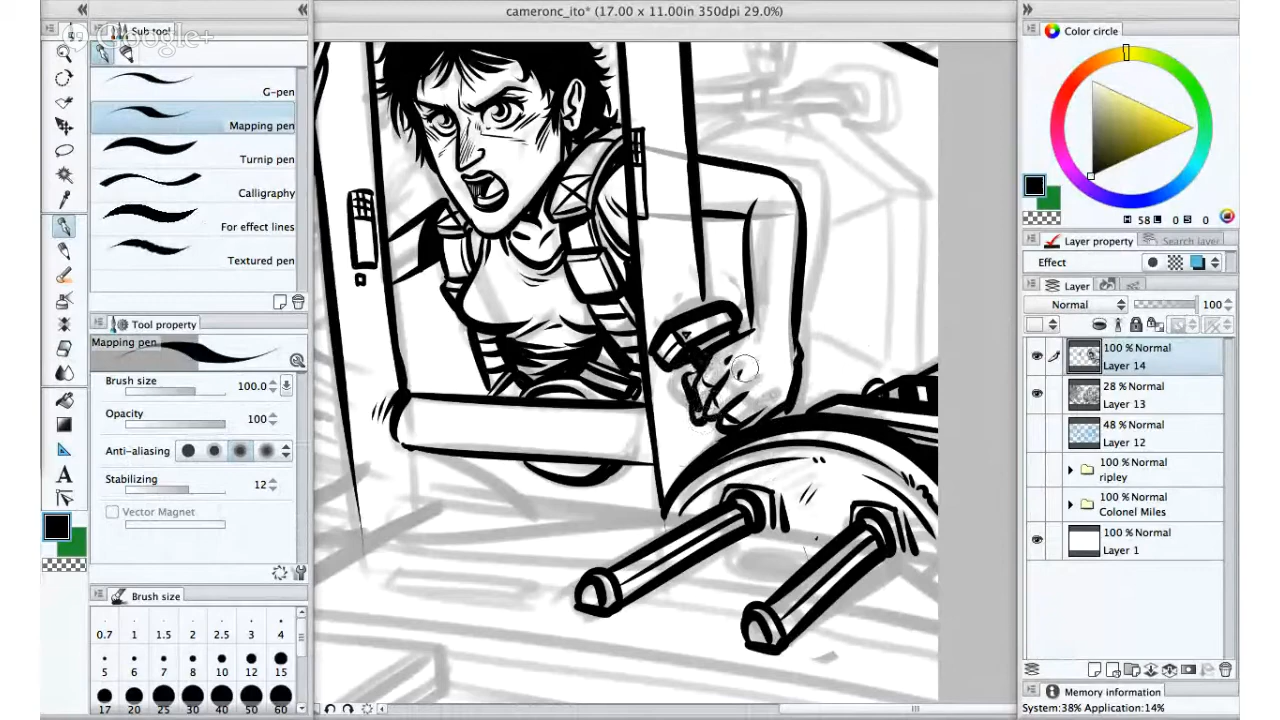 cameronc_ito* (17.00 x 11.00in 350dpi 29.0%)
Google+
Sub tool
G-pen
Mapping pen
Turnip pen
Calligraphy
For effect lines
Textured pen
Tool property
Mapping pen
Brush size 100.0
Opacity 100
Anti-aliasing
Stabilizing 12
Vector Magnet
Brush size
0.7 1 1.5 2 2.5 3 4
5 6 7 8 10 12 15
17 20 25 30 40 50 60
Color circle
H 58 L 0 S 0
Layer property
Search layer
Effect
Layer
Normal 100
100 % Normal
Layer 14
28 % Normal
Layer 13
48 % Normal
Layer 12
100 % Normal
ripley
100 % Normal
Colonel Miles
100 % Normal
Layer 1
Memory information
System:38% Application:14%